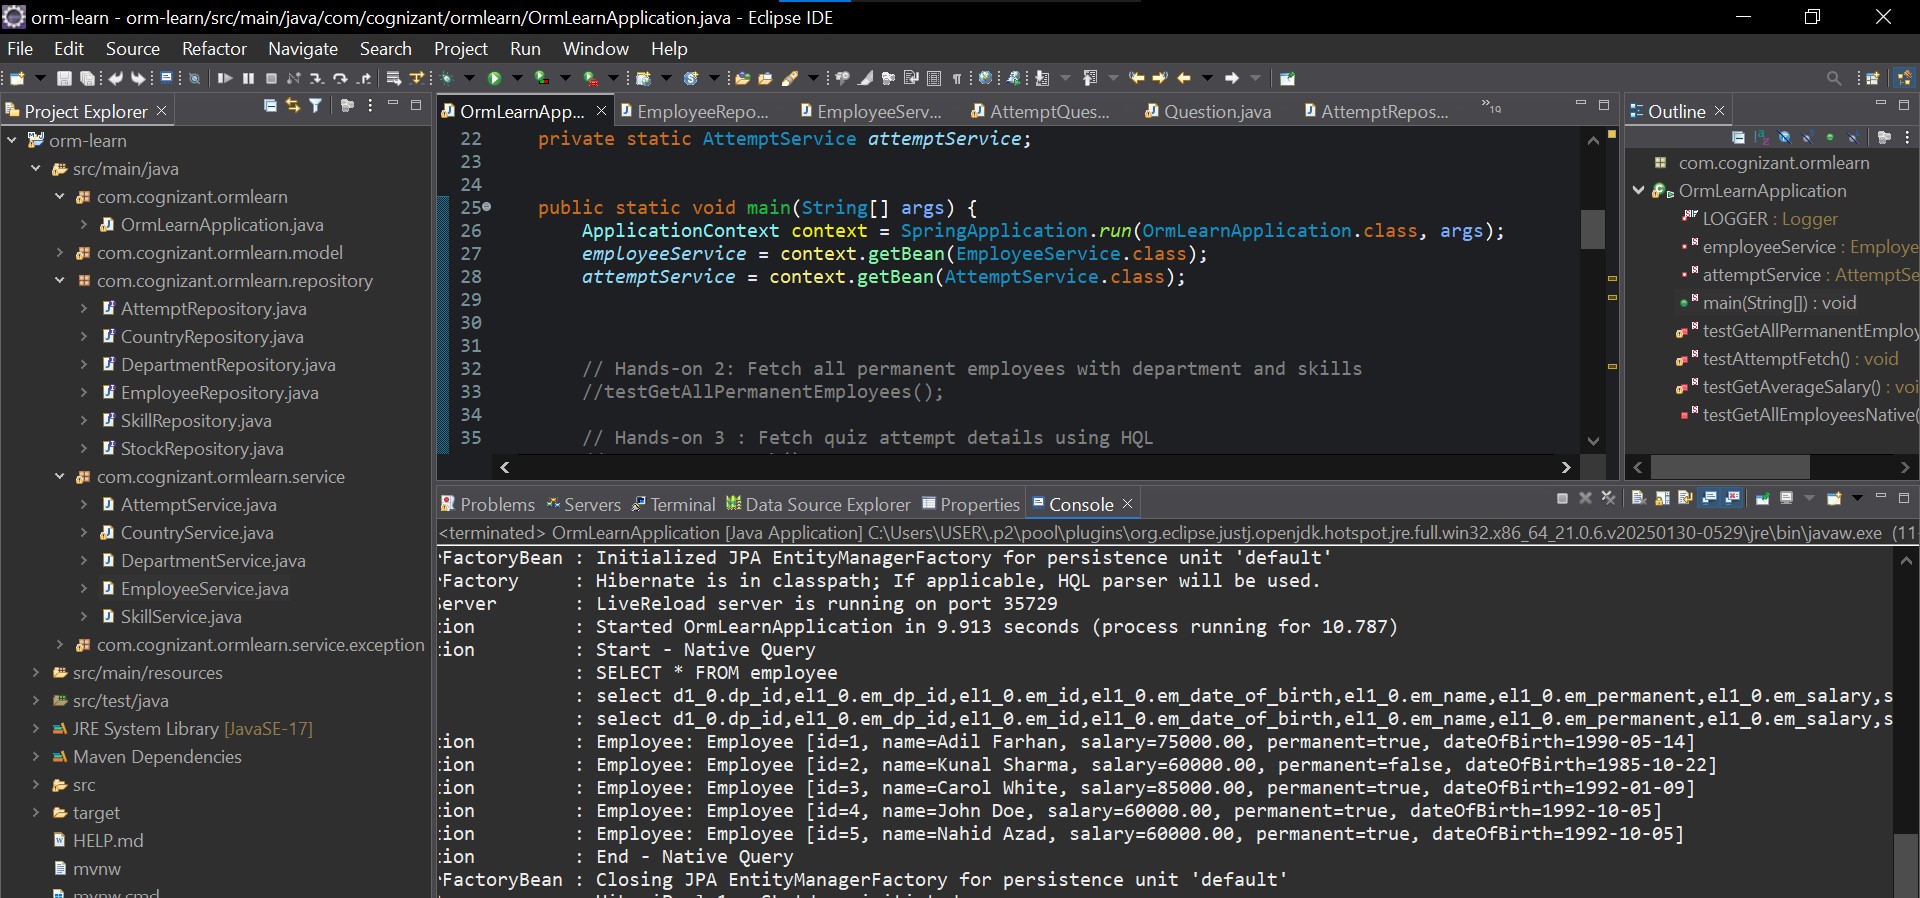 orm-learn - orm-learn/src/main/java/com/cognizant/ormlearn/OrmLearnApplication.java - Eclipse IDE
File Edit Source Refactor Navigate Search Project Run Window Help
Project Explorer
orm-learn
src/main/java
com.cognizant.ormlearn
OrmLearnApplication.java
com.cognizant.ormlearn.model
com.cognizant.ormlearn.repository
AttemptRepository.java
CountryRepository.java
DepartmentRepository.java
EmployeeRepository.java
SkillRepository.java
StockRepository.java
com.cognizant.ormlearn.service
AttemptService.java
CountryService.java
DepartmentService.java
EmployeeService.java
SkillService.java
com.cognizant.ormlearn.service.exception
src/main/resources
src/test/java
JRE System Library [JavaSE-17]
Maven Dependencies
src
target
HELP.md
mvnw
mvnw.cmd
OrmLearnApp... EmployeeRepo... EmployeeServ... AttemptQues... Question.java AttemptRepos...
22 private static AttemptService attemptService;
23
24
25 public static void main(String[] args) {
26 ApplicationContext context = SpringApplication.run(OrmLearnApplication.class, args);
27 employeeService = context.getBean(EmployeeService.class);
28 attemptService = context.getBean(AttemptService.class);
29
30
31
32 // Hands-on 2: Fetch all permanent employees with department and skills
33 //testGetAllPermanentEmployees();
34
35 // Hands-on 3 : Fetch quiz attempt details using HQL
Outline
com.cognizant.ormlearn
OrmLearnApplication
LOGGER : Logger
employeeService : Employe
attemptService : AttemptSe
main(String[]) : void
testGetAllPermanentEmploy
testAttemptFetch() : void
testGetAverageSalary() : voi
testGetAllEmployeesNative(
Problems Servers Terminal Data Source Explorer Properties Console
<terminated> OrmLearnApplication [Java Application] C:\Users\USER\.p2\pool\plugins\org.eclipse.justj.openjdk.hotspot.jre.full.win32.x86_64_21.0.6.v20250130-0529\jre\bin\javaw.exe (11
FactoryBean : Initialized JPA EntityManagerFactory for persistence unit 'default'
Factory : Hibernate is in classpath; If applicable, HQL parser will be used.
erver : LiveReload server is running on port 35729
ion : Started OrmLearnApplication in 9.913 seconds (process running for 10.787)
ion : Start - Native Query
: SELECT * FROM employee
: select d1_0.dp_id,el1_0.em_dp_id,el1_0.em_id,el1_0.em_date_of_birth,el1_0.em_name,el1_0.em_permanent,el1_0.em_salary,s
: select d1_0.dp_id,el1_0.em_dp_id,el1_0.em_id,el1_0.em_date_of_birth,el1_0.em_name,el1_0.em_permanent,el1_0.em_salary,s
ion : Employee: Employee [id=1, name=Adil Farhan, salary=75000.00, permanent=true, dateOfBirth=1990-05-14]
ion : Employee: Employee [id=2, name=Kunal Sharma, salary=60000.00, permanent=false, dateOfBirth=1985-10-22]
ion : Employee: Employee [id=3, name=Carol White, salary=85000.00, permanent=true, dateOfBirth=1992-01-09]
ion : Employee: Employee [id=4, name=John Doe, salary=60000.00, permanent=true, dateOfBirth=1992-10-05]
ion : Employee: Employee [id=5, name=Nahid Azad, salary=60000.00, permanent=true, dateOfBirth=1992-10-05]
ion : End - Native Query
FactoryBean : Closing JPA EntityManagerFactory for persistence unit 'default'